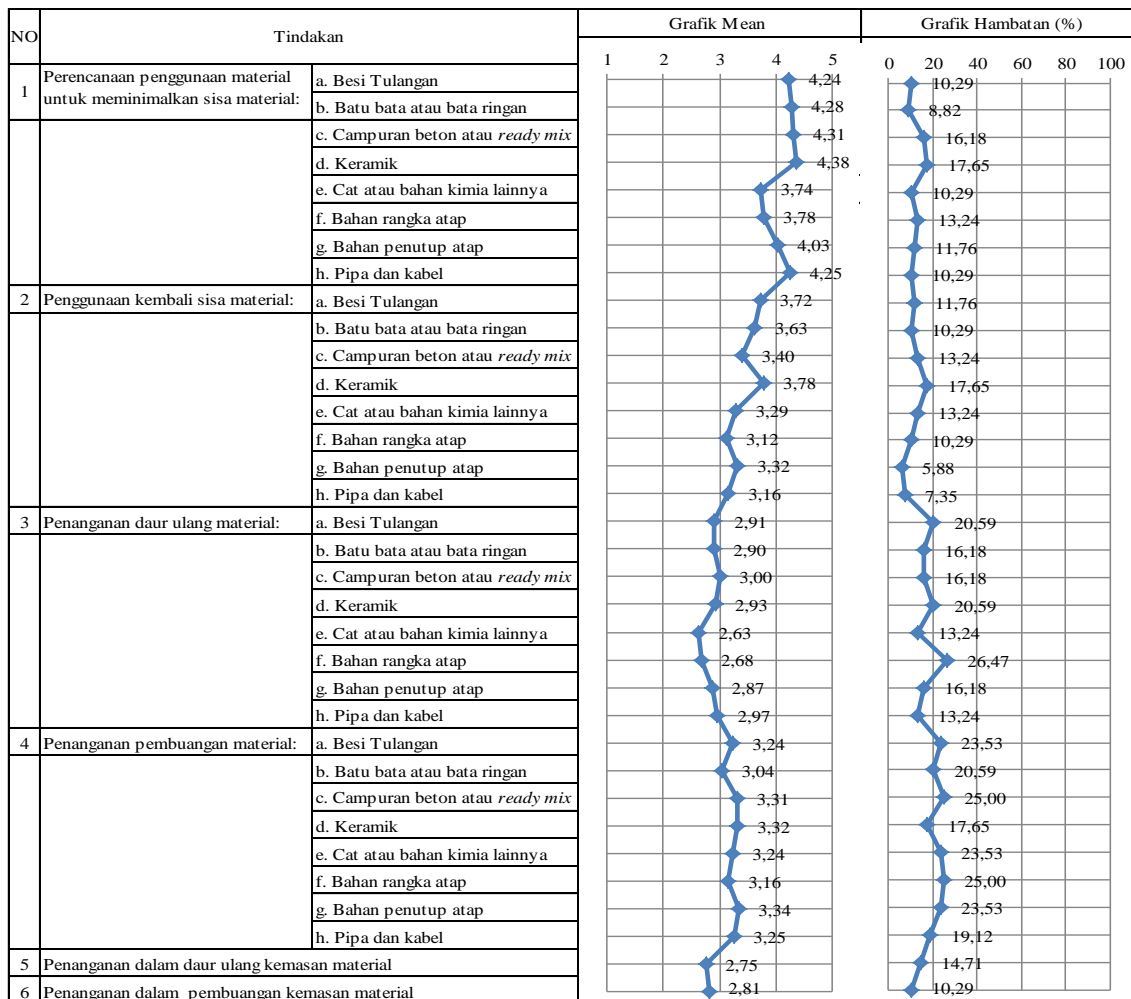 NO Tindakan Grafik Mean Grafik Hambatan (%)
1 2 3 4 5 0 20 40 60 80 100
1 Perencanaan penggunaan material untuk meminimalkan sisa material: a. Besi Tulangan 4,24 10,29
b. Batu bata atau bata ringan 4,28 8,82
c. Campuran beton atau ready mix 4,31 16,18
d. Keramik 4,38 17,65
e. Cat atau bahan kimia lainnya 3,74 10,29
f. Bahan rangka atap 3,78 13,24
g. Bahan penutup atap 4,03 11,76
h. Pipa dan kabel 4,25 10,29
2 Penggunaan kembali sisa material: a. Besi Tulangan 3,72 11,76
b. Batu bata atau bata ringan 3,63 10,29
c. Campuran beton atau ready mix 3,40 13,24
d. Keramik 3,78 17,65
e. Cat atau bahan kimia lainnya 3,29 13,24
f. Bahan rangka atap 3,12 10,29
g. Bahan penutup atap 3,32 5,88
h. Pipa dan kabel 3,16 7,35
3 Penanganan daur ulang material: a. Besi Tulangan 2,91 20,59
b. Batu bata atau bata ringan 2,90 16,18
c. Campuran beton atau ready mix 3,00 16,18
d. Keramik 2,93 20,59
e. Cat atau bahan kimia lainnya 2,63 13,24
f. Bahan rangka atap 2,68 26,47
g. Bahan penutup atap 2,87 16,18
h. Pipa dan kabel 2,97 13,24
4 Penanganan pembuangan material: a. Besi Tulangan 3,24 23,53
b. Batu bata atau bata ringan 3,04 20,59
c. Campuran beton atau ready mix 3,31 25,00
d. Keramik 3,32 17,65
e. Cat atau bahan kimia lainnya 3,24 23,53
f. Bahan rangka atap 3,16 25,00
g. Bahan penutup atap 3,34 23,53
h. Pipa dan kabel 3,25 19,12
5 Penanganan dalam daur ulang kemasan material 2,75 14,71
6 Penanganan dalam pembuangan kemasan material 2,81 10,29